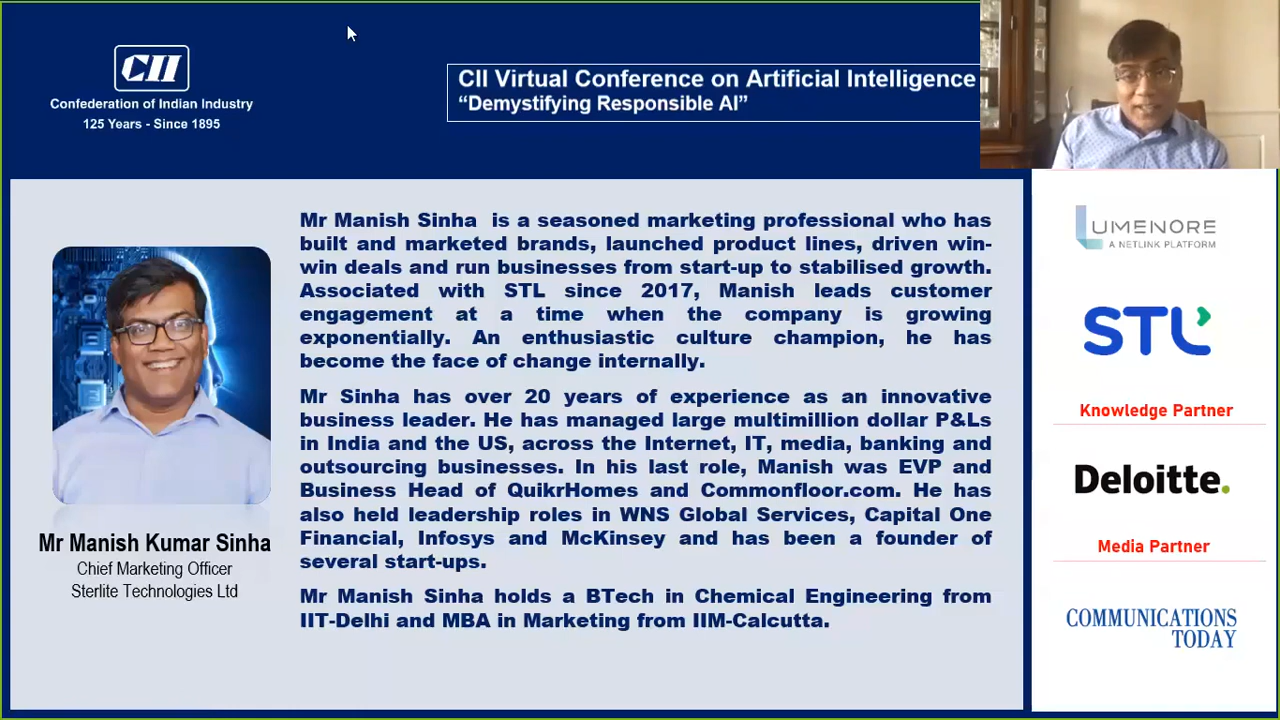 CII
Confederation of Indian Industry
125 Years - Since 1895
CII Virtual Conference on Artificial Intelligence
“Demystifying Responsible AI”
Mr Manish Sinha is a seasoned marketing professional who has
built and marketed brands, launched product lines, driven win-
win deals and run businesses from start-up to stabilised growth.
Associated with STL since 2017, Manish leads customer
engagement at a time when the company is growing
exponentially. An enthusiastic culture champion, he has
become the face of change internally.
Mr Sinha has over 20 years of experience as an innovative
business leader. He has managed large multimillion dollar P&Ls
in India and the US, across the Internet, IT, media, banking and
outsourcing businesses. In his last role, Manish was EVP and
Business Head of QuikrHomes and Commonfloor.com. He has
also held leadership roles in WNS Global Services, Capital One
Financial, Infosys and McKinsey and has been a founder of
several start-ups.
Mr Manish Sinha holds a BTech in Chemical Engineering from
IIT-Delhi and MBA in Marketing from IIM-Calcutta.
Mr Manish Kumar Sinha
Chief Marketing Officer
Sterlite Technologies Ltd
LUMENORE
A NETLINK PLATFORM
STL
Knowledge Partner
Deloitte.
Media Partner
COMMUNICATIONS
TODAY